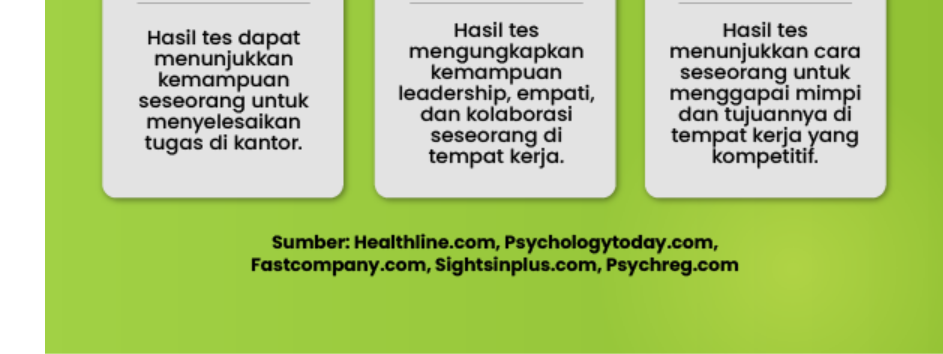 Hasil tes dapat
menunjukkan
kemampuan
seseorang untuk
menyelesaikan
tugas di kantor.
Hasil tes
mengungkapkan
kemampuan
leadership, empati,
dan kolaborasi
seseorang di
tempat kerja.
Hasil tes
menunjukkan cara
seseorang untuk
menggapai mimpi
dan tujuannya di
tempat kerja yang
kompetitif.
Sumber: Healthline.com, Psychologytoday.com,
Fastcompany.com, Sightsinplus.com, Psychreg.com